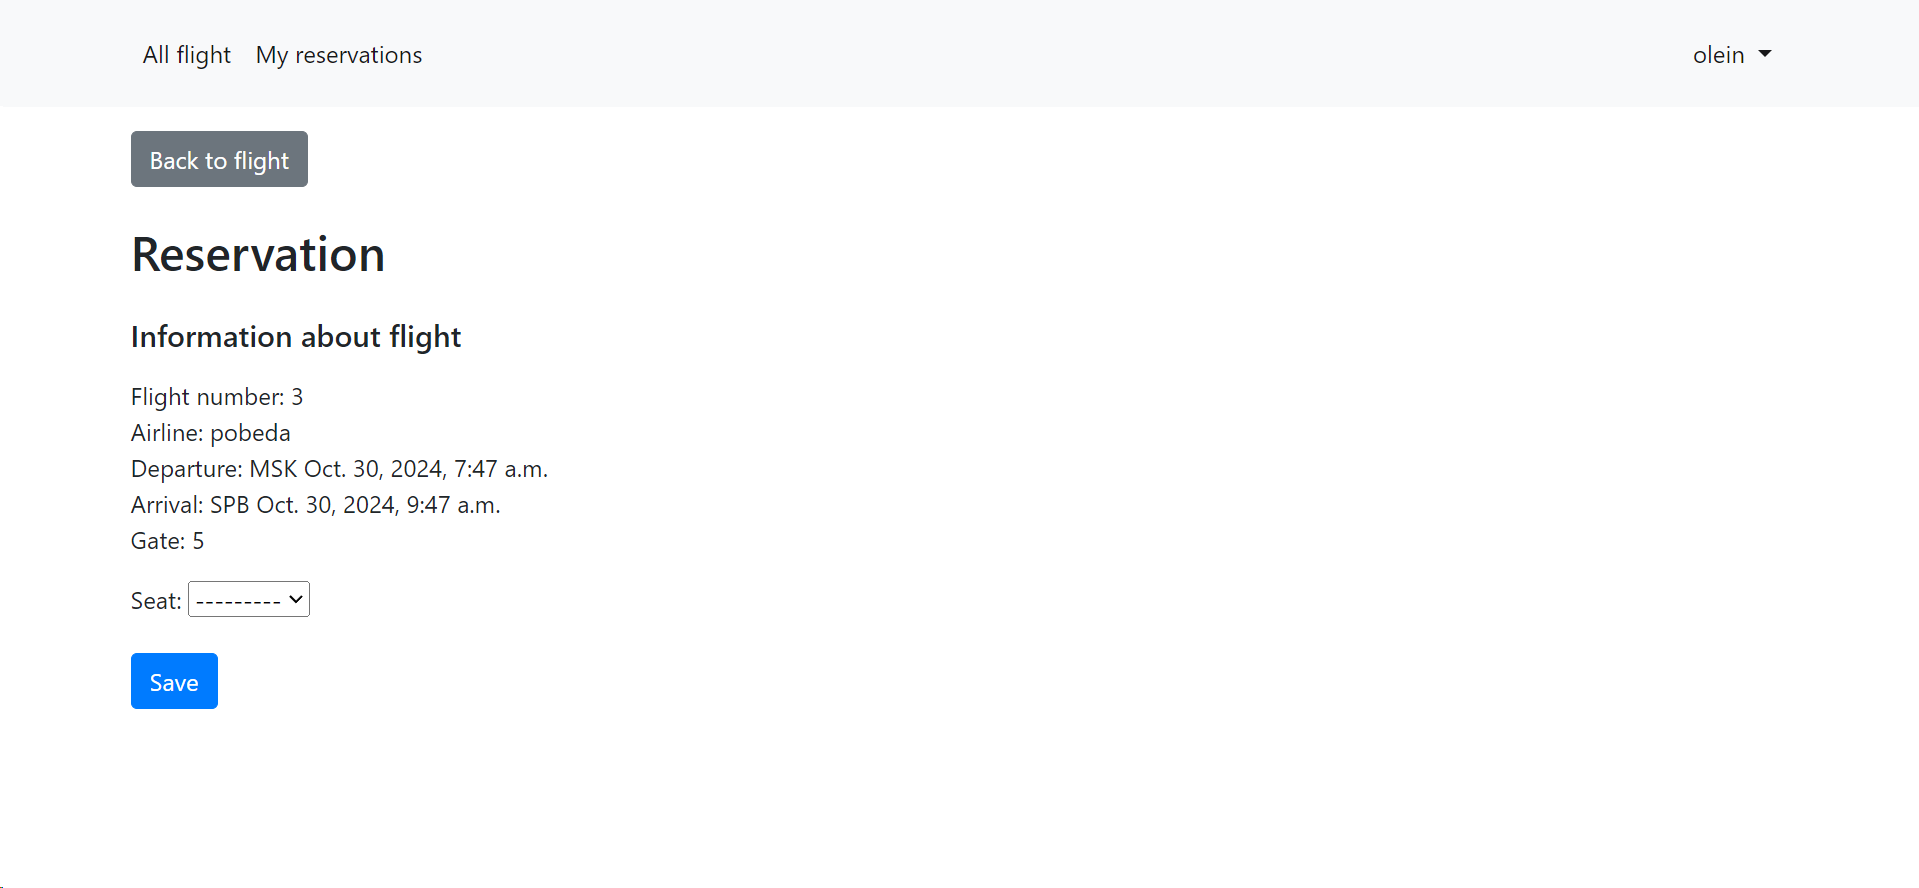 All flight My reservations olein
Back to flight
Reservation
Information about flight
Flight number: 3
Airline: pobeda
Departure: MSK Oct. 30, 2024, 7:47 a.m.
Arrival: SPB Oct. 30, 2024, 9:47 a.m.
Gate: 5
Seat: ---------
Save